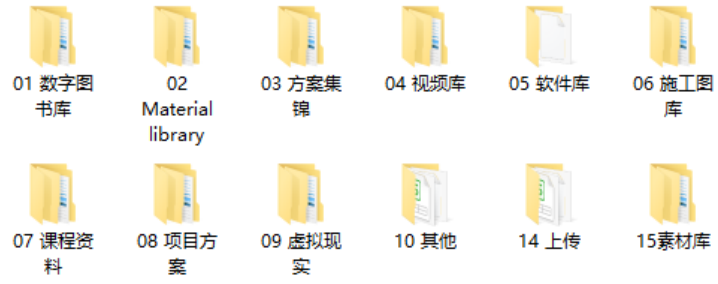 01 数字图
书库
02
Material
library
03 方案集
锦
04 视频库
05 软件库
06 施工图
库
07 课程资
料
08 项目方
案
09 虚拟现
实
10 其他
14 上传
15素材库